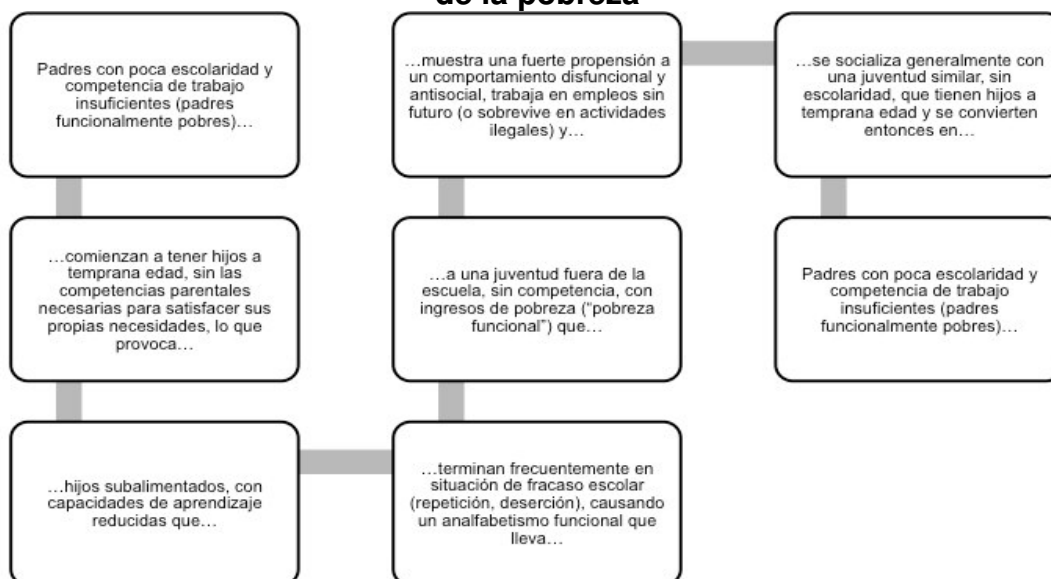 de la pobreza
Padres con poca escolaridad y
competencia de trabajo
insuficientes (padres
funcionalmente pobres)…
…comienzan a tener hijos a
temprana edad, sin las
competencias parentales
necesarias para satisfacer sus
propias necesidades, lo que
provoca…
…hijos subalimentados, con
capacidades de aprendizaje
reducidas que…
…terminan frecuentemente en
situación de fracaso escolar
(repetición, deserción), causando
un analfabetismo funcional que
lleva…
…a una juventud fuera de la
escuela, sin competencia, con
ingresos de pobreza (“pobreza
funcional”) que…
…muestra una fuerte propensión a
un comportamiento disfuncional y
antisocial, trabaja en empleos sin
futuro (o sobrevive en actividades
ilegales) y…
…se socializa generalmente con
una juventud similar, sin
escolaridad, que tienen hijos a
temprana edad y se convierten
entonces en…
Padres con poca escolaridad y
competencia de trabajo
insuficientes (padres
funcionalmente pobres)…